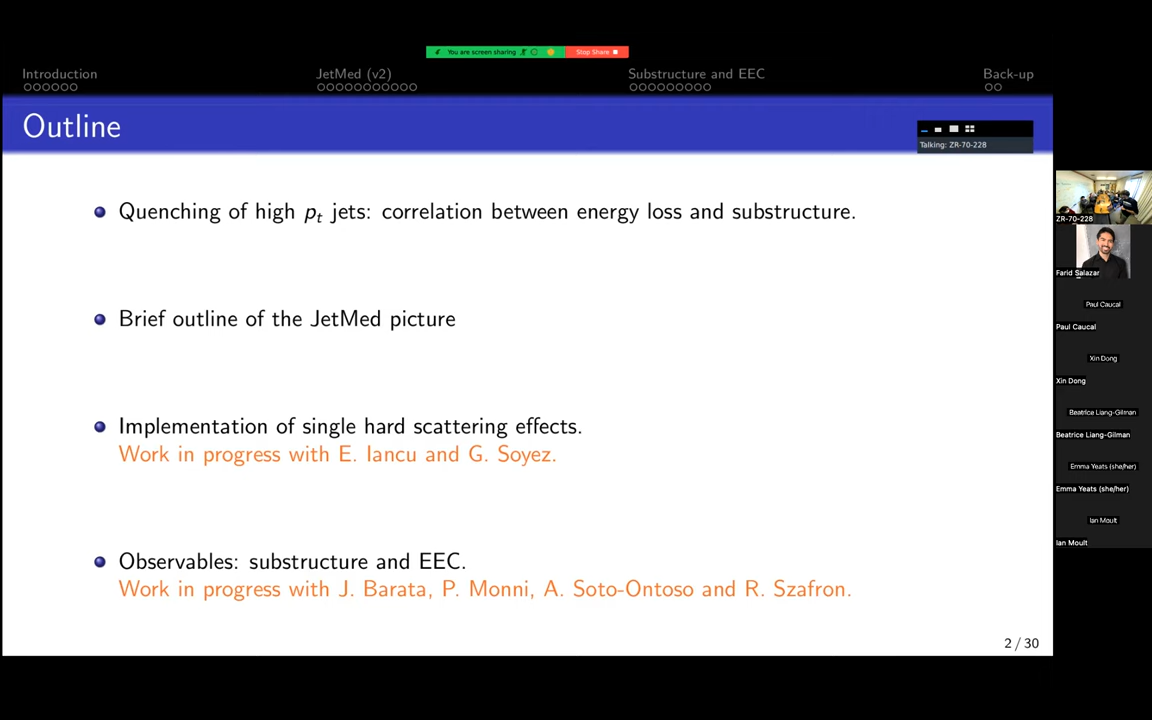 You are screen sharing
Stop Share
Introduction
JetMed (v2)
Substructure and EEC
Back-up
Outline
Talking: ZR-70-228
Quenching of high pt jets: correlation between energy loss and substructure.
Brief outline of the JetMed picture
Implementation of single hard scattering effects.
Work in progress with E. Iancu and G. Soyez.
Observables: substructure and EEC.
Work in progress with J. Barata, P. Monni, A. Soto-Ontoso and R. Szafron.
2 / 30
ZR-70-228
Farid Salazar
Paul Caucal
Paul Caucal
Xin Dong
Xin Dong
Beatrice Liang-Gilman
Beatrice Liang-Gilman
Emma Yeats (she/her)
Emma Yeats (she/her)
Ian Moult
Ian Moult